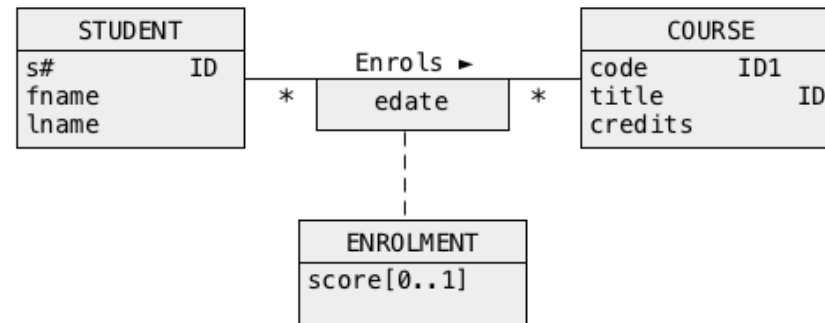 STUDENT
s# ID
fname
lname
Enrols ►
*
edate
*
COURSE
code ID1
title ID
credits
ENROLMENT
score[0..1]